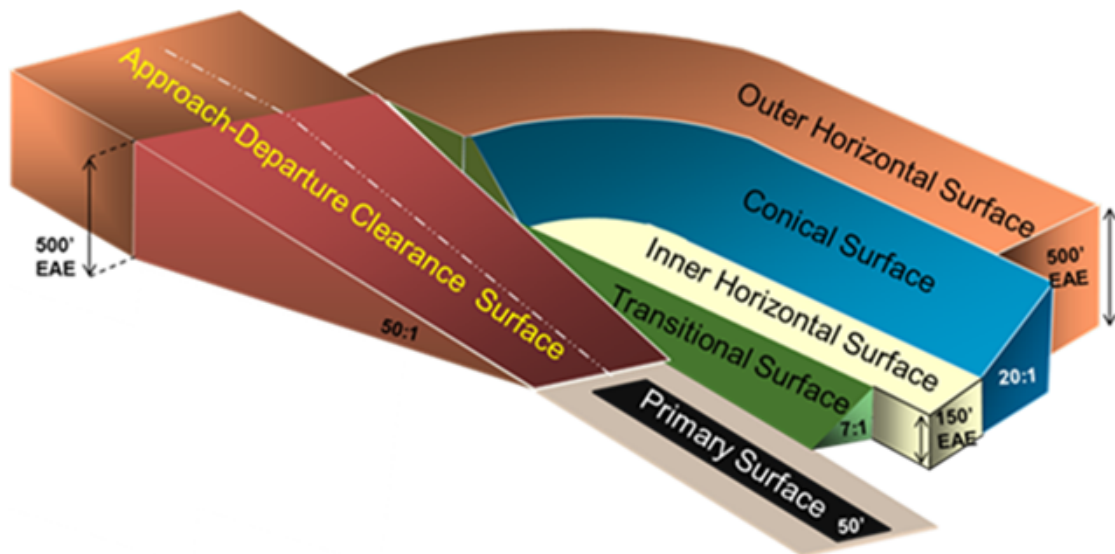 Approach-Departure Clearance Surface
Outer Horizontal Surface
Conical Surface
Inner Horizontal Surface
Transitional Surface
Primary Surface
500'
EAE
50:1
500'
EAE
20:1
150'
EAE
7:1
50'